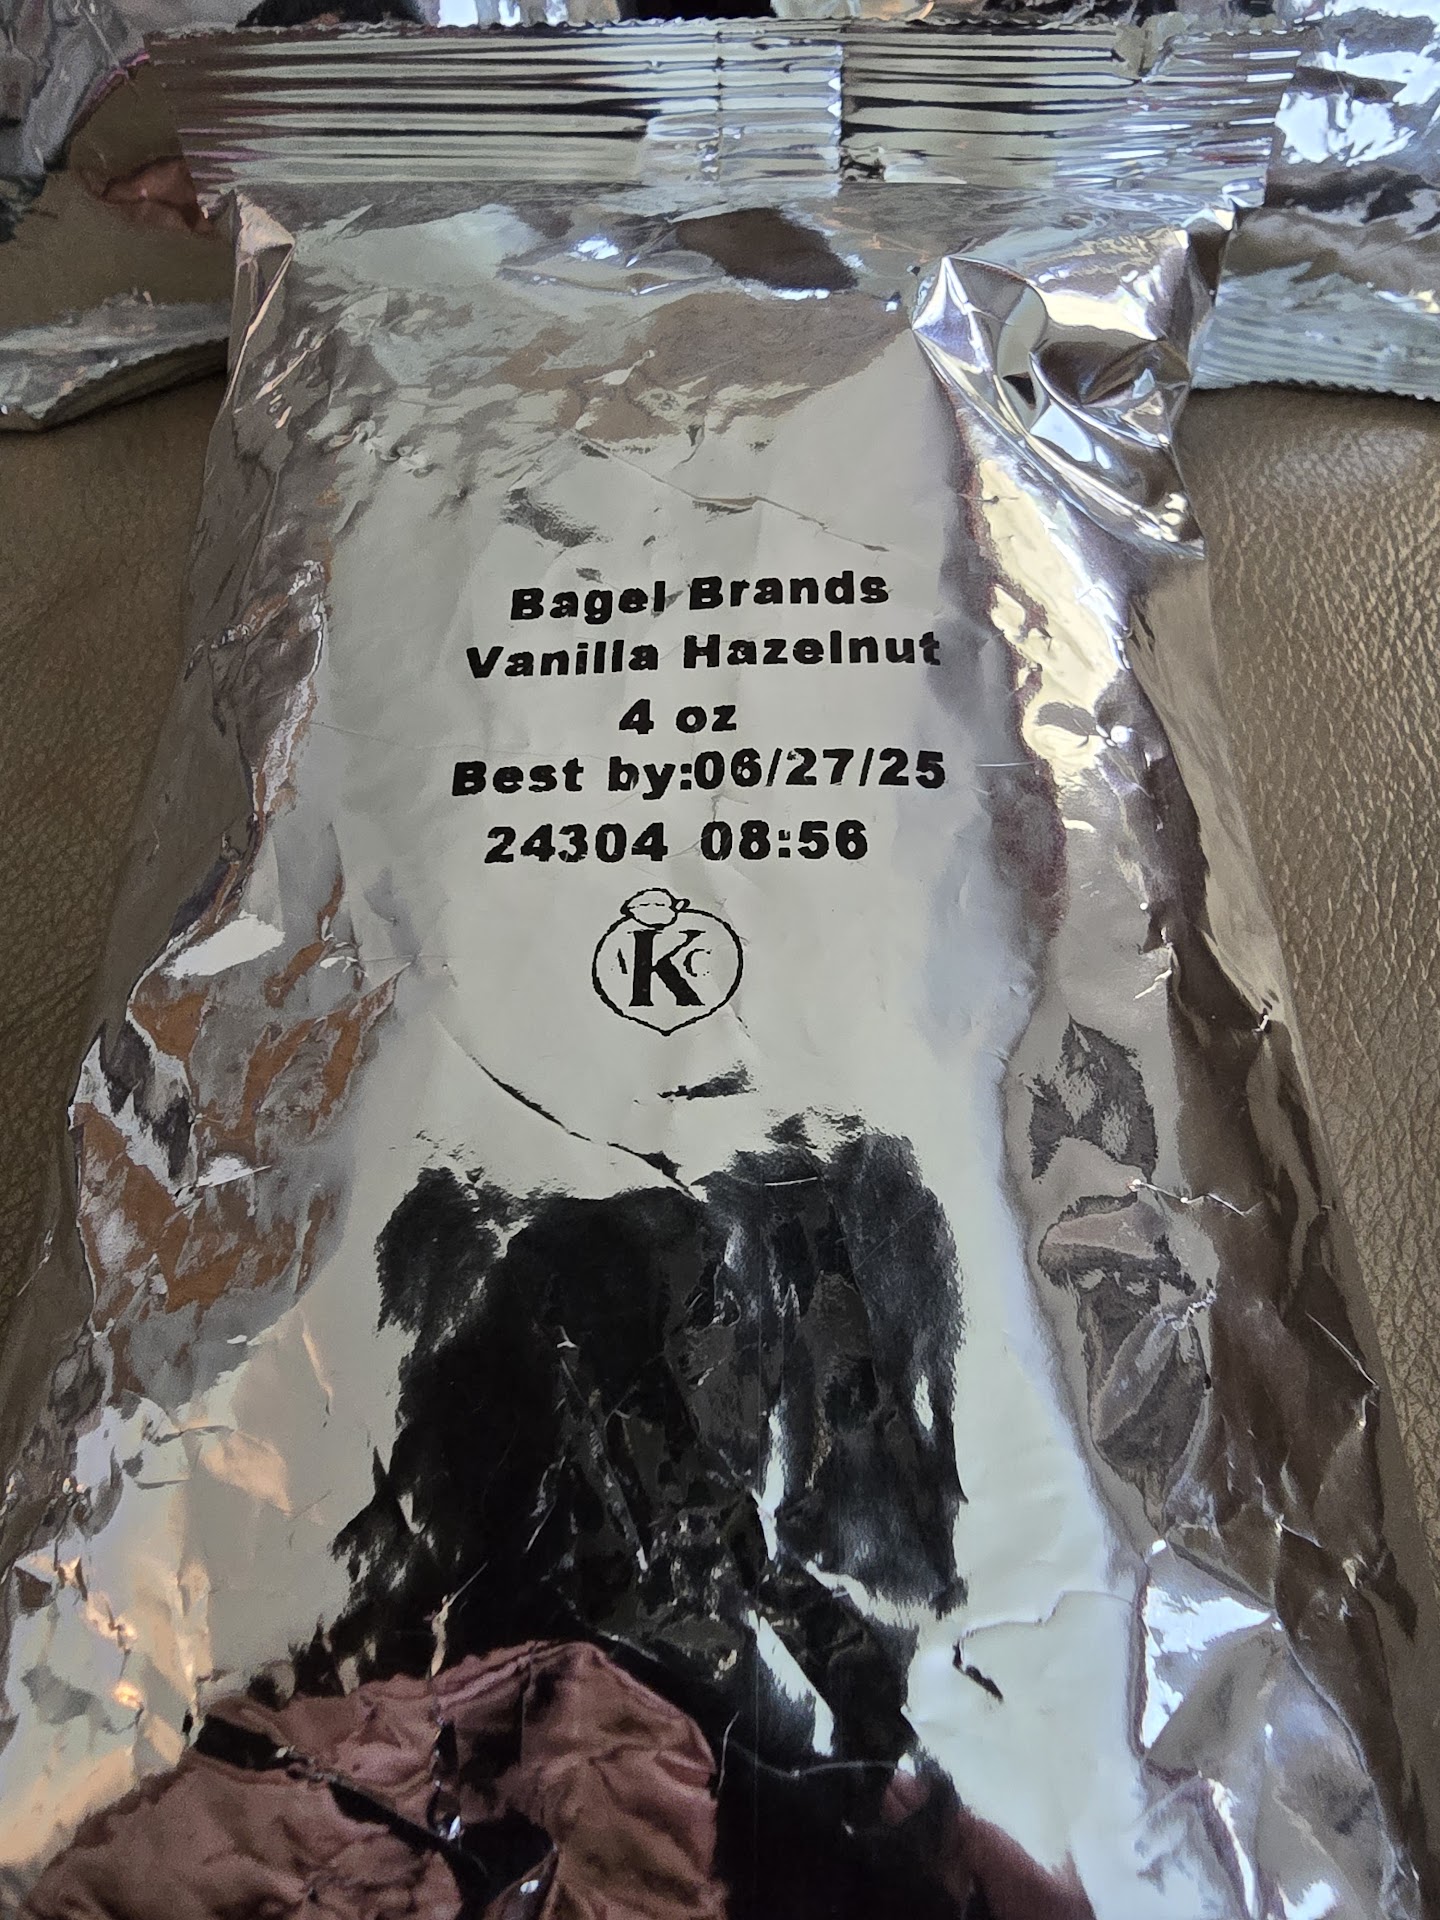 Bagel Brands
Vanilla Hazelnut
4 oz
Best by:06/27/25
24304 08:56
K